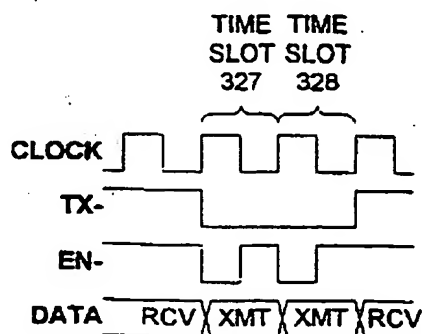 TIME TIME
SLOT SLOT
327 328
CLOCK
TX-
EN-
DATA RCV XMT XMT RCV